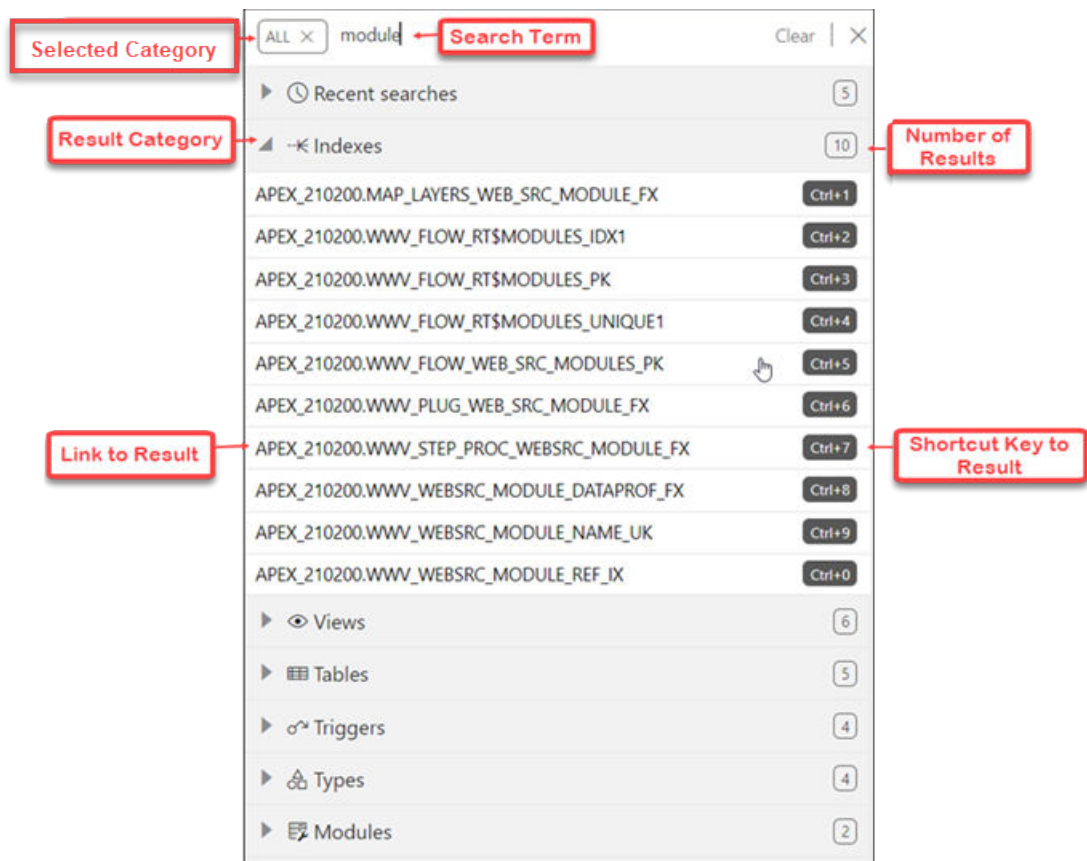 Selected Category
ALL × module
Search Term
Clear
Recent searches
5
Result Category
Indexes
10
Number of
Results
APEX_210200.MAP_LAYERS_WEB_SRC_MODULE_FX
Ctrl+1
APEX_210200.WWV_FLOW_RT$MODULES_IDX1
Ctrl+2
APEX_210200.WWV_FLOW_RT$MODULES_PK
Ctrl+3
APEX_210200.WWV_FLOW_RT$MODULES_UNIQUE1
Ctrl+4
APEX_210200.WWV_FLOW_WEB_SRC_MODULES_PK
Ctrl+5
APEX_210200.WWV_PLUG_WEB_SRC_MODULE_FX
Ctrl+6
Link to Result
APEX_210200.WWV_STEP_PROC_WEBSRC_MODULE_FX
Ctrl+7
Shortcut Key to
Result
APEX_210200.WWV_WEBSRC_MODULE_DATAPROF_FX
Ctrl+8
APEX_210200.WWV_WEBSRC_MODULE_NAME_UK
Ctrl+9
APEX_210200.WWV_WEBSRC_MODULE_REF_IX
Ctrl+0
Views
6
Tables
5
Triggers
4
Types
4
Modules
2